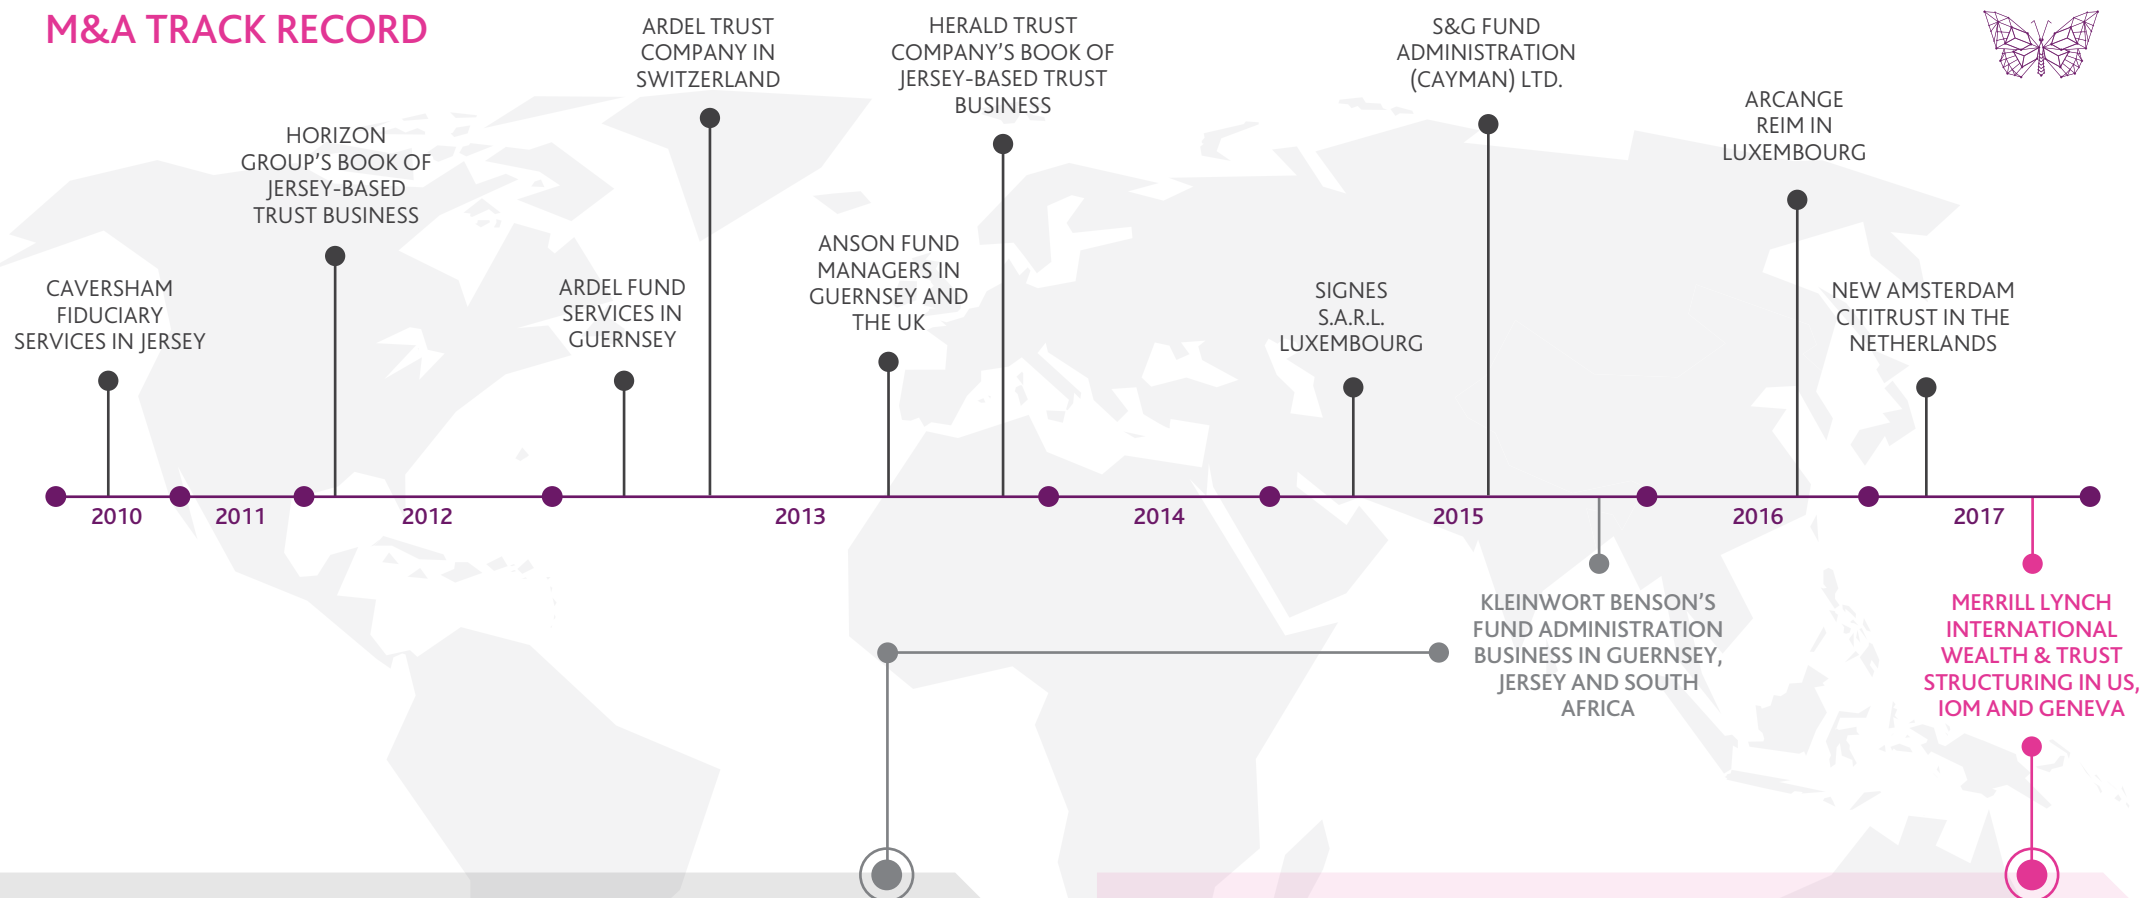 M&A TRACK RECORD
CAVERSHAM
FIDUCIARY
SERVICES IN JERSEY
HORIZON
GROUP'S BOOK OF
JERSEY-BASED
TRUST BUSINESS
ARDEL FUND
SERVICES IN
GUERNSEY
ARDEL TRUST
COMPANY IN
SWITZERLAND
ANSON FUND
MANAGERS IN
GUERNSEY AND
THE UK
HERALD TRUST
COMPANY'S BOOK OF
JERSEY-BASED TRUST
BUSINESS
SIGNES
S.A.R.L.
LUXEMBOURG
S&G FUND
ADMINISTRATION
(CAYMAN) LTD.
ARCANGE
REIM IN
LUXEMBOURG
NEW AMSTERDAM
CITITRUST IN THE
NETHERLANDS
2010 2011 2012 2013 2014 2015 2016 2017
KLEINWORT BENSON'S
FUND ADMINISTRATION
BUSINESS IN GUERNSEY,
JERSEY AND SOUTH
AFRICA
MERRILL LYNCH
INTERNATIONAL
WEALTH & TRUST
STRUCTURING IN US,
IOM AND GENEVA